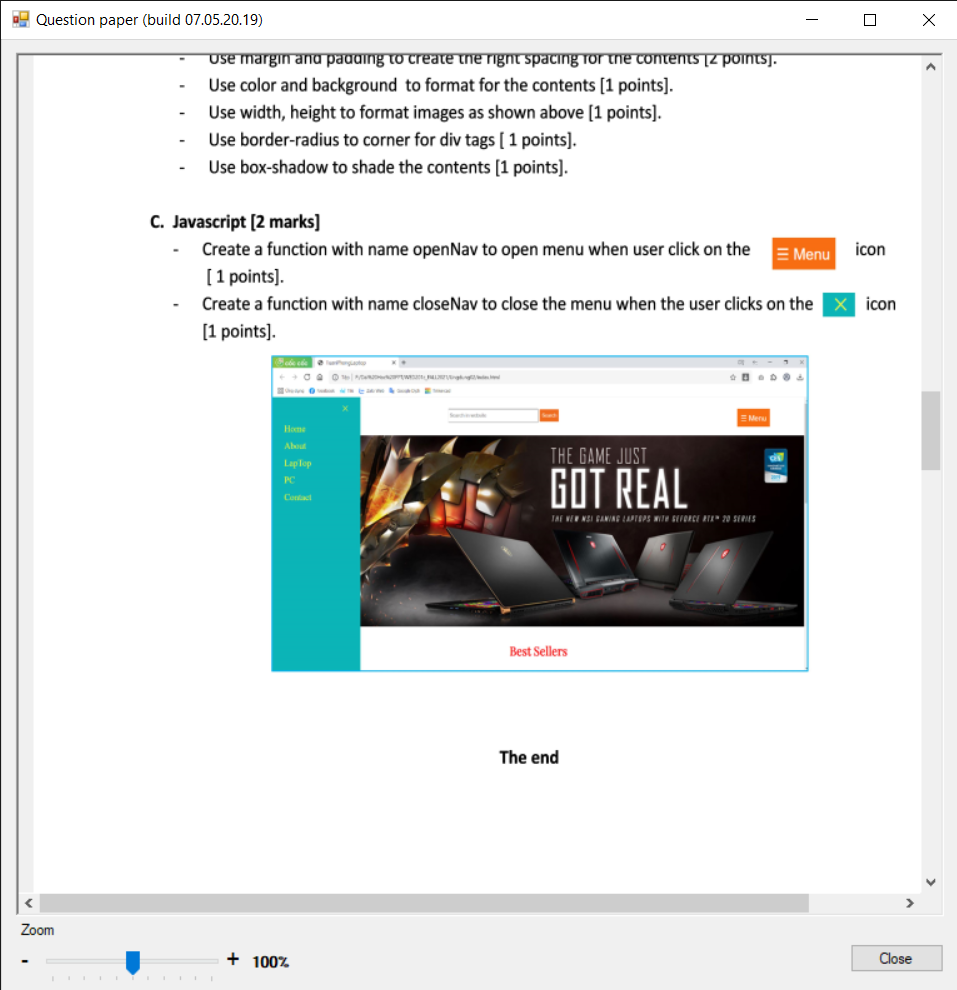 Question paper (build 07.05.20.19)
- Use margin and padding to create the right spacing for the contents [2 points].
- Use color and background to format for the contents [1 points].
- Use width, height to format images as shown above [1 points].
- Use border-radius to corner for div tags [ 1 points].
- Use box-shadow to shade the contents [1 points].
C. Javascript [2 marks]
- Create a function with name openNav to open menu when user click on the ☰ Menu icon
[ 1 points].
- Create a function with name closeNav to close the menu when the user clicks on the × icon
[1 points].
Search
☰ Menu
×
Home
About
LapTop
PC
Contact
THE GAME JUST
GOT REAL
THE NEW MSI GAMING LAPTOPS WITH GEFORCE RTX™ 20 SERIES
Best Sellers
The end
Zoom
- + 100%
Close